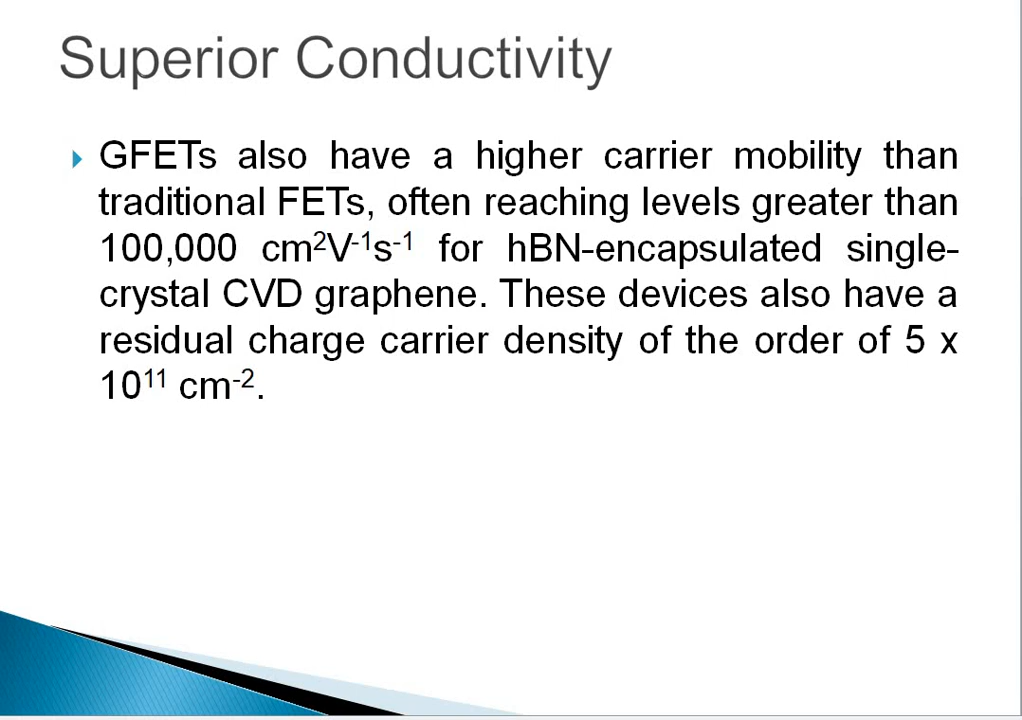 Superior Conductivity
GFETs also have a higher carrier mobility than
traditional FETs, often reaching levels greater than
100,000 cm²V⁻¹s⁻¹ for hBN-encapsulated single-
crystal CVD graphene. These devices also have a
residual charge carrier density of the order of 5 x
10¹¹ cm⁻².